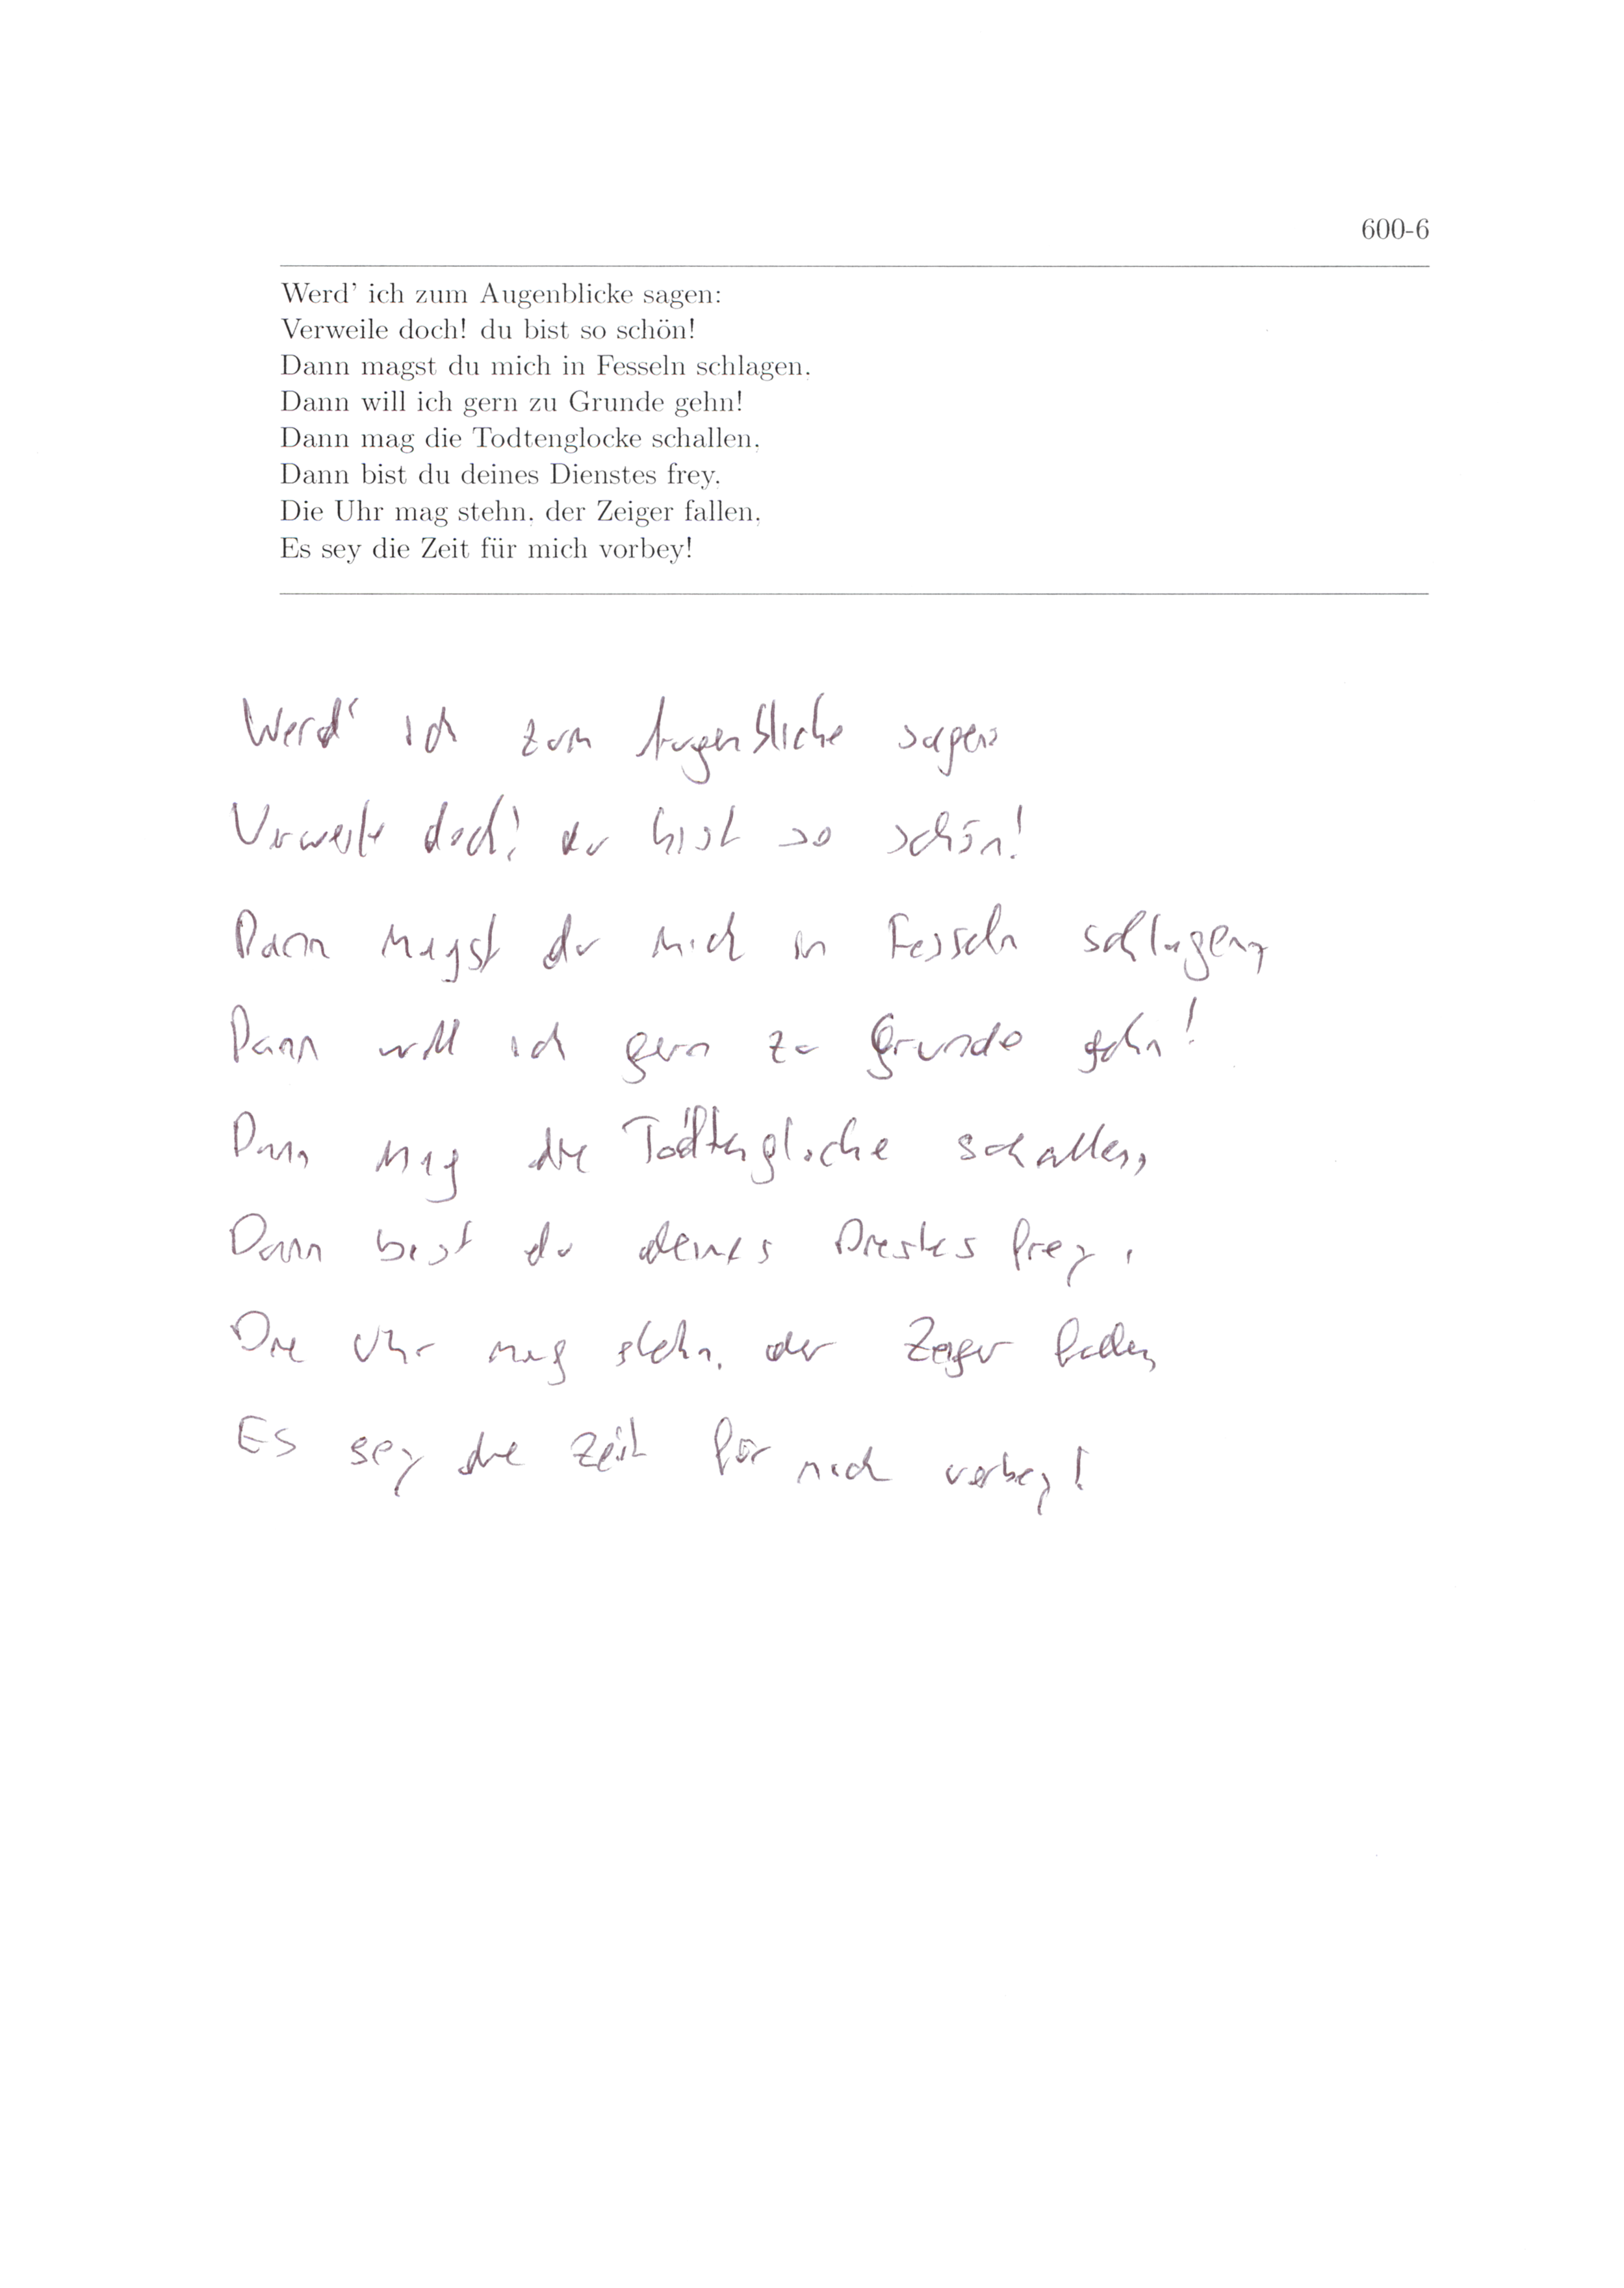 600-6
Werd' ich zum Augenblicke sagen:
Verweile doch! du bist so schön!
Dann magst du mich in Fesseln schlagen,
Dann will ich gern zu Grunde gehn!
Dann mag die Todtenglocke schallen,
Dann bist du deines Dienstes frey.
Die Uhr mag stehn, der Zeiger fallen,
Es sey die Zeit für mich vorbey!
Werd' ich zum Augenblicke sagen:
Verweile doch! du bist so schön!
Dann magst du mich in Fesseln schlagen,
Dann will ich gern zu Grunde gehn!
Dann mag die Todtenglocke schallen,
Dann bist du deines Diestes frey.
Die Uhr mag stehn, der Zeiger fallen,
Es sey die Zeit für mich vorbey!